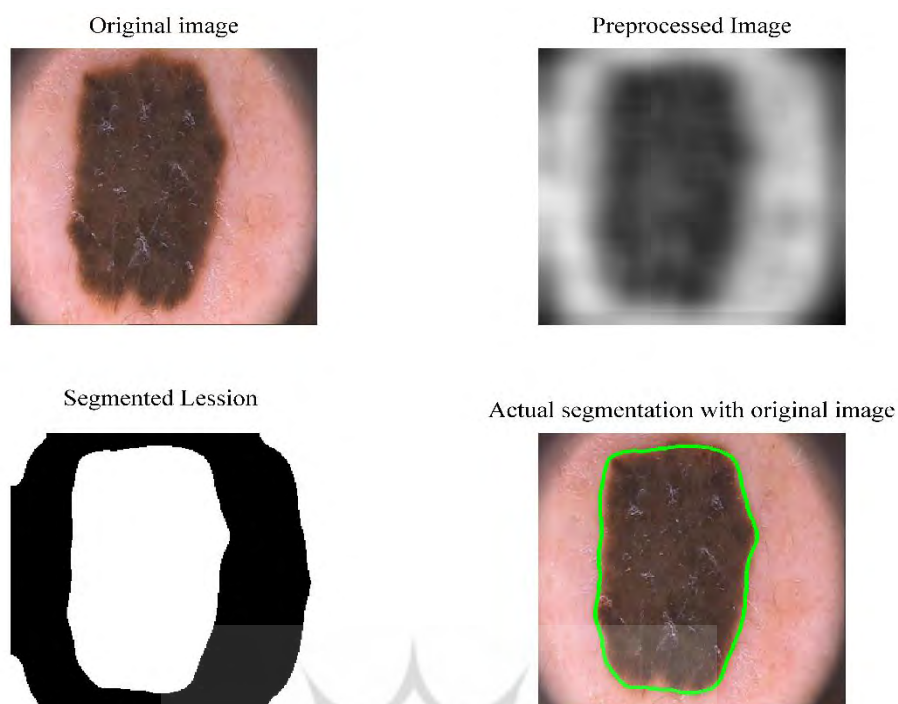 Original image
Preprocessed Image
Segmented Lession
Actual segmentation with original image